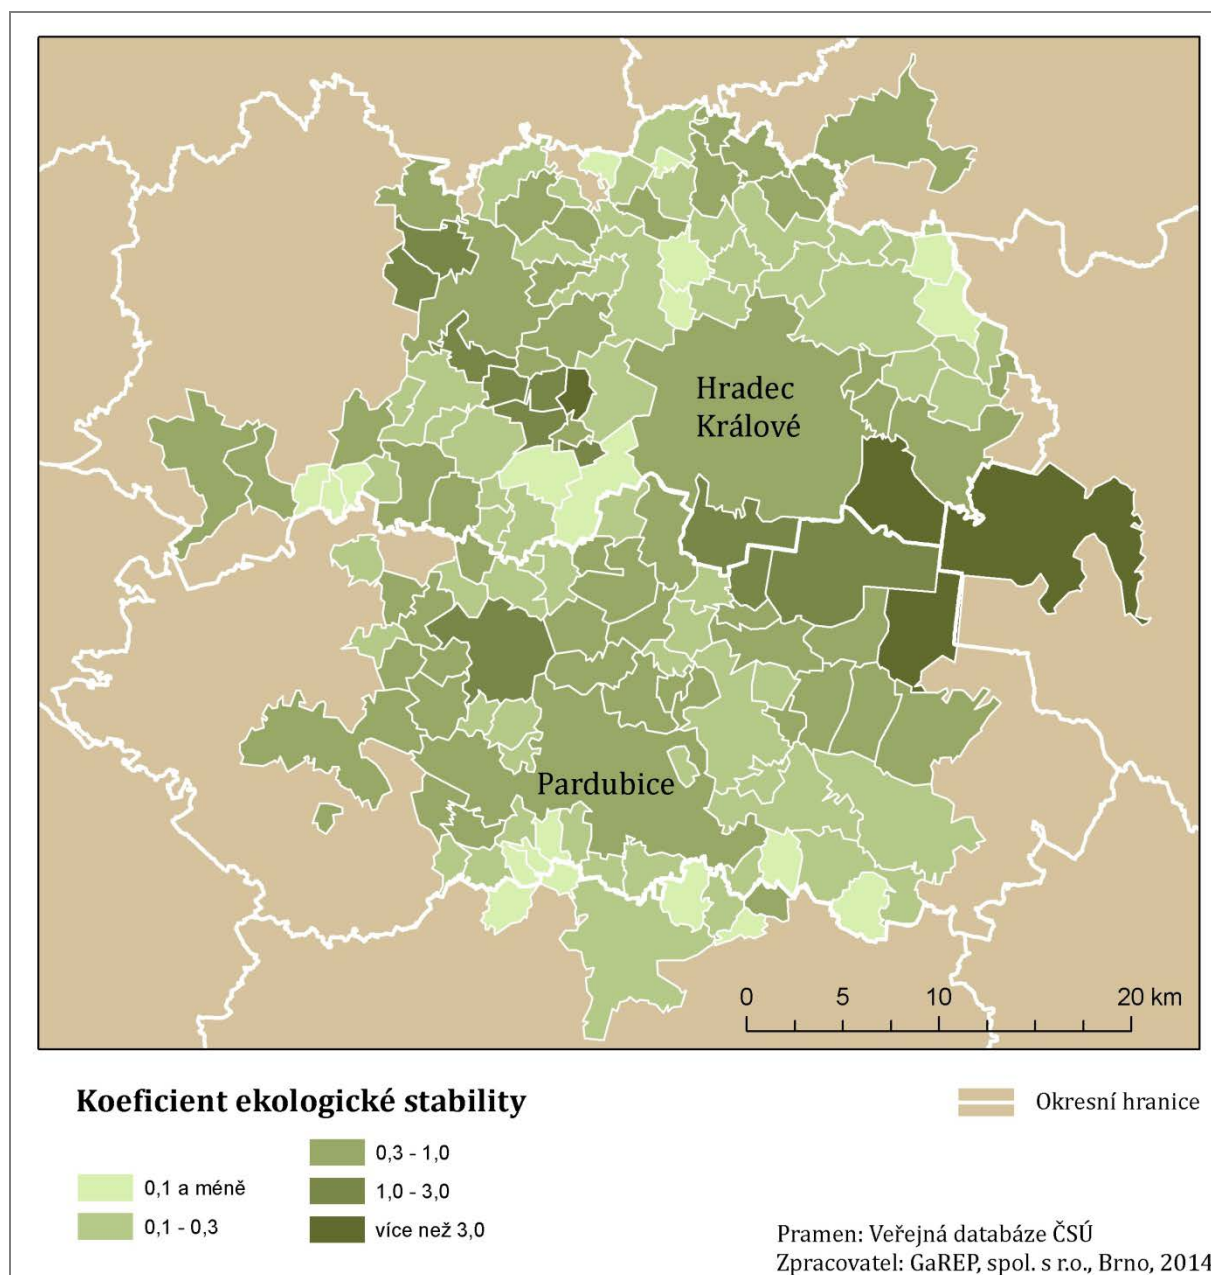 Hradec
Králové
Pardubice
0 5 10 20 km
Koeficient ekologické stability
Okresní hranice
0,1 a méně
0,1 - 0,3
0,3 - 1,0
1,0 - 3,0
více než 3,0
Pramen: Veřejná databáze ČSÚ
Zpracovatel: GaREP, spol. s r.o., Brno, 2014